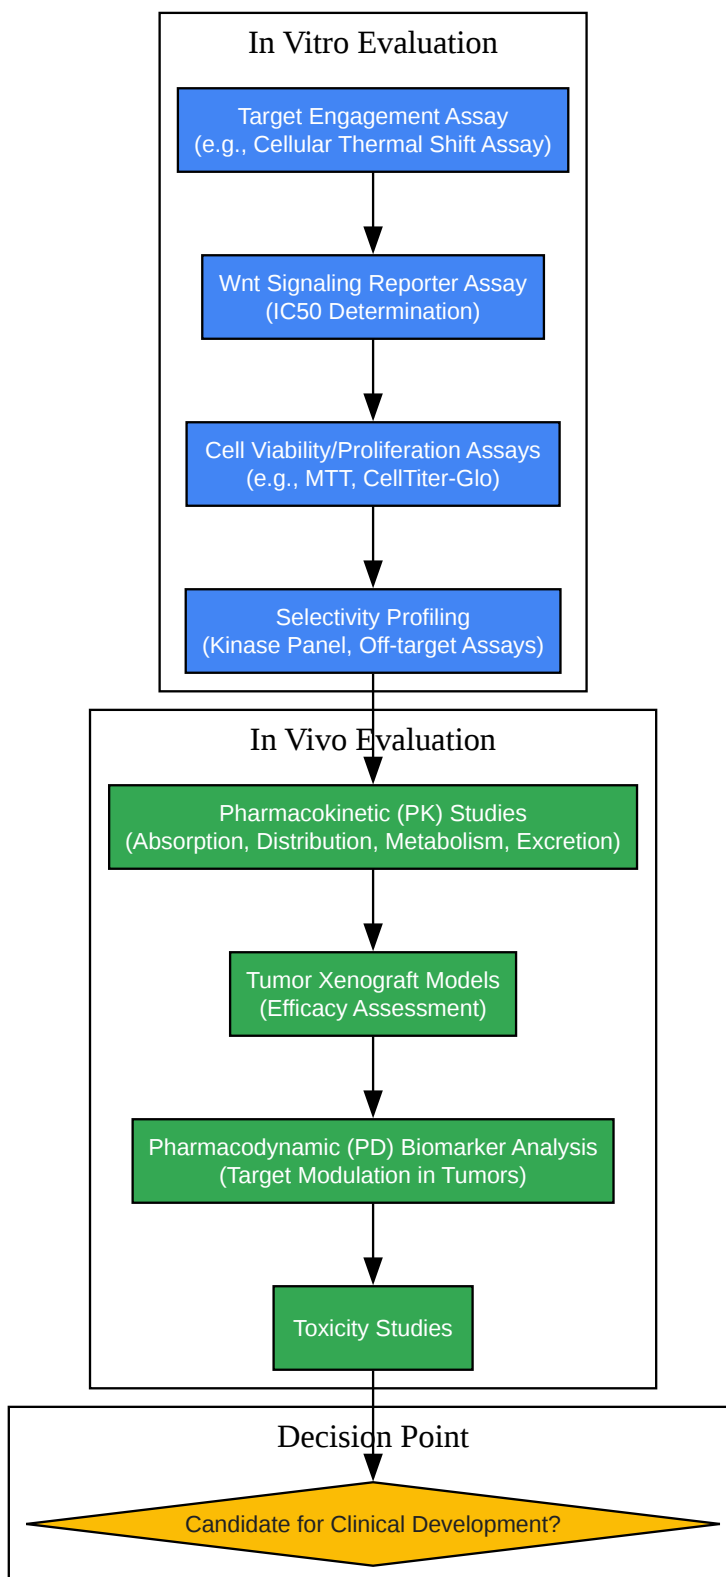 In Vitro Evaluation
Target Engagement Assay
(e.g., Cellular Thermal Shift Assay)
Wnt Signaling Reporter Assay
(IC50 Determination)
Cell Viability/Proliferation Assays
(e.g., MTT, CellTiter-Glo)
Selectivity Profiling
(Kinase Panel, Off-target Assays)
In Vivo Evaluation
Pharmacokinetic (PK) Studies
(Absorption, Distribution, Metabolism, Excretion)
Tumor Xenograft Models
(Efficacy Assessment)
Pharmacodynamic (PD) Biomarker Analysis
(Target Modulation in Tumors)
Toxicity Studies
Decision Point
Candidate for Clinical Development?